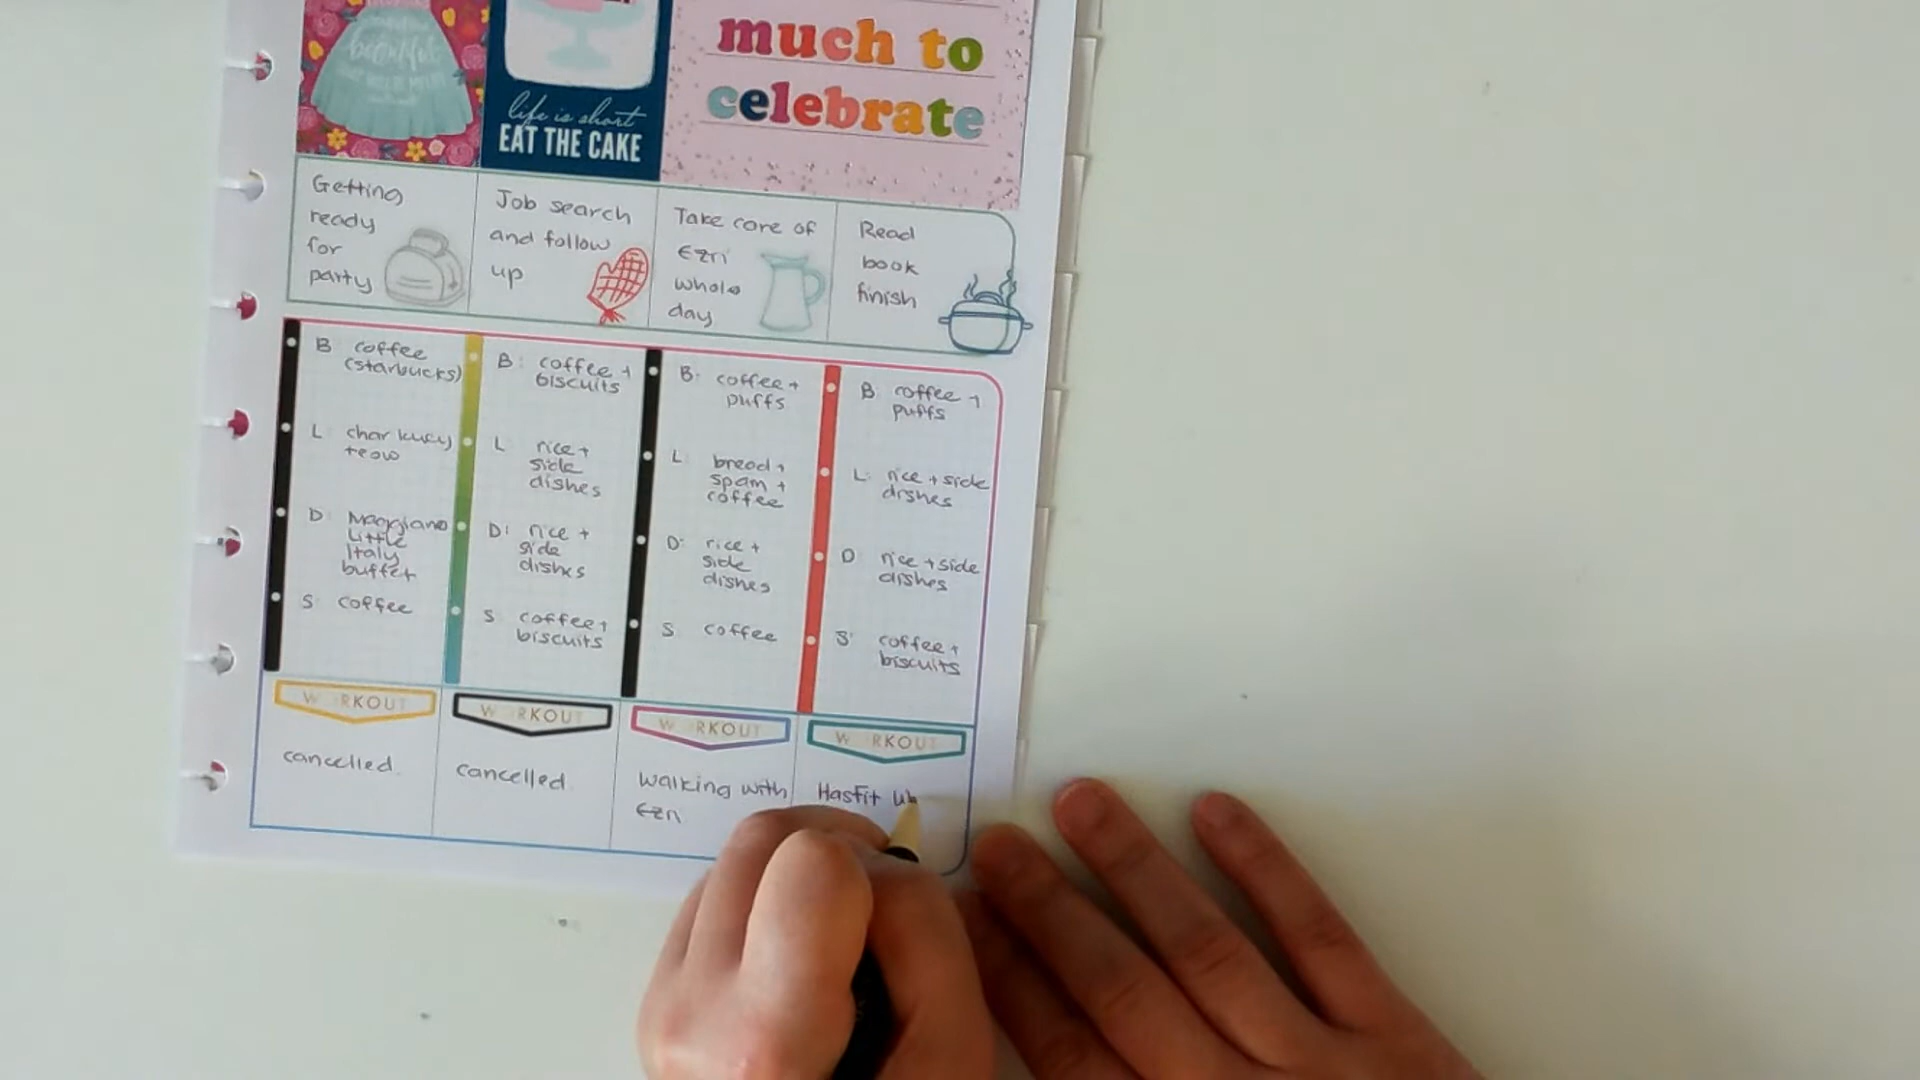 beautiful
life is short
EAT THE CAKE
much to
celebrate
Getting
ready
for
party
Job search
and follow
up
Take care of
Ezri
whole
day
Read
book
finish
B: coffee
(starbucks)
L: char kuey
teow
D: Maggiano
Little
Italy
buffet
S: coffee
B: coffee +
biscuits
L rice +
side
dishes
D: rice +
side
dishes
S: coffee +
biscuits
B: coffee +
puffs
L: bread +
spam +
coffee
D: rice +
side
dishes
S: coffee
B: coffee +
puffs
L: rice + side
dishes
D rice + side
dishes
S: coffee +
biscuits
WORKOUT
cancelled.
WORKOUT
cancelled.
WORKOUT
walking with
Ezri
WORKOUT
Hasfit